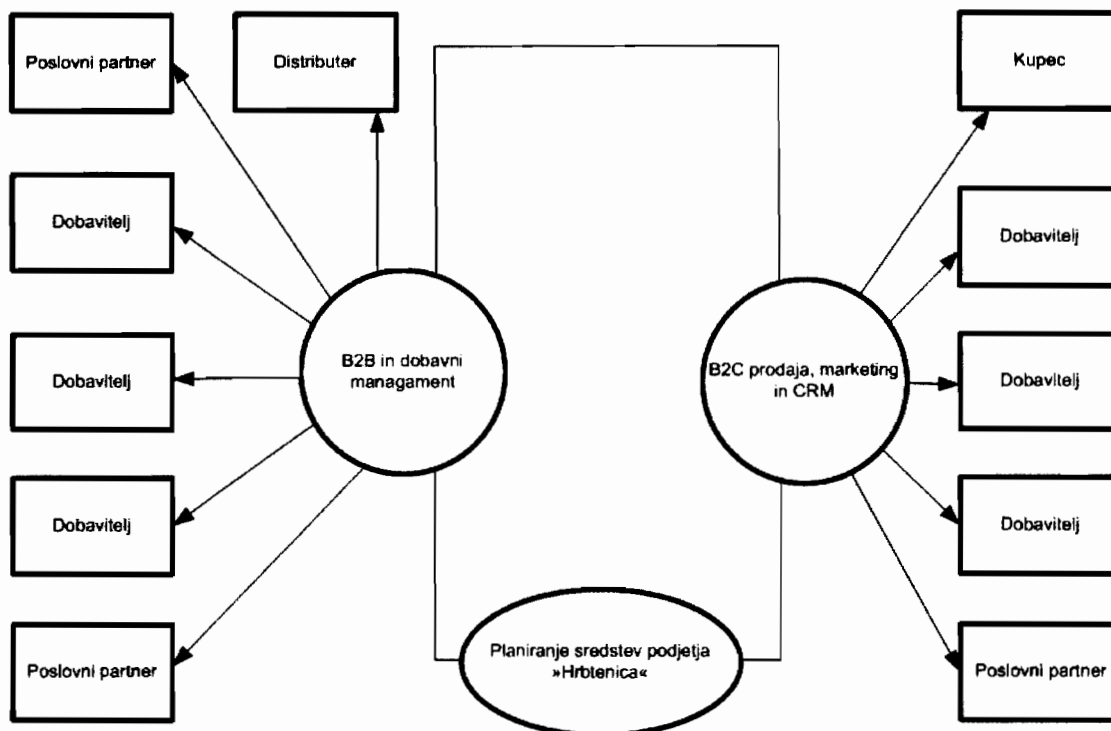 Poslovni partner
Distributer
Kupec
Dobavitelj
Dobavitelj
B2B in dobavni
managament
B2C prodaja, marketing
in CRM
Dobavitelj
Dobavitelj
Dobavitelj
Dobavitelj
Planiranje sredstev podjetja
»Hrbtenica«
Poslovni partner
Poslovni partner